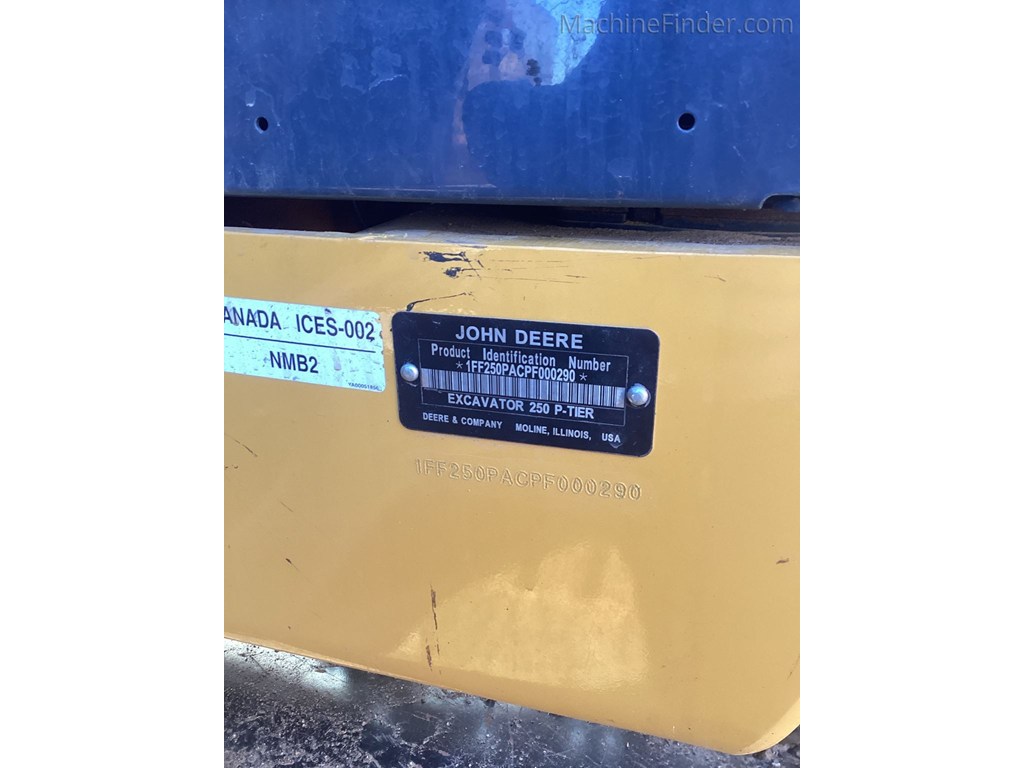 MachineFinder.com
ANADA ICES-002
NMB2
JOHN DEERE
Product Identification Number
*1FF250PACPF000290*
EXCAVATOR 250 P-TIER
DEERE & COMPANY MOLINE, ILLINOIS, USA
1FF250PACPF000290